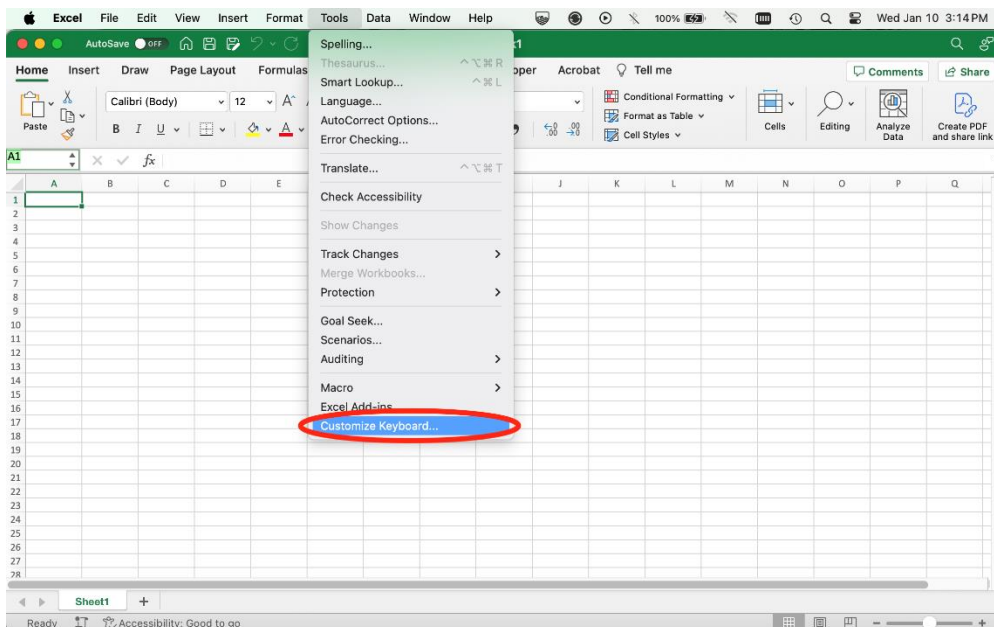 Excel File Edit View Insert Format Tools Data Window Help 100% Wed Jan 10 3:14 PM
AutoSave OFF
Home Insert Draw Page Layout Formulas Acrobat Tell me Comments Share
Paste
Calibri (Body) 12 A^
B I U A
Conditional Formatting
Format as Table
Cell Styles
Cells
Editing
Analyze
Data
Create PDF
and share link
A1 fx
Spelling...
Thesaurus... ^⌥⌘R
Smart Lookup... ^⌘L
Language...
AutoCorrect Options...
Error Checking...
Translate... ^⌥⌘T
Check Accessibility
Show Changes
Track Changes
Merge Workbooks...
Protection
Goal Seek...
Scenarios...
Auditing
Macro
Excel Add-ins...
Customize Keyboard...
A B C D E J K L M N O P Q
1
2
3
4
5
6
7
8
9
10
11
12
13
14
15
16
17
18
19
20
21
22
23
24
25
26
27
28
Sheet1 +
Ready Accessibility: Good to go